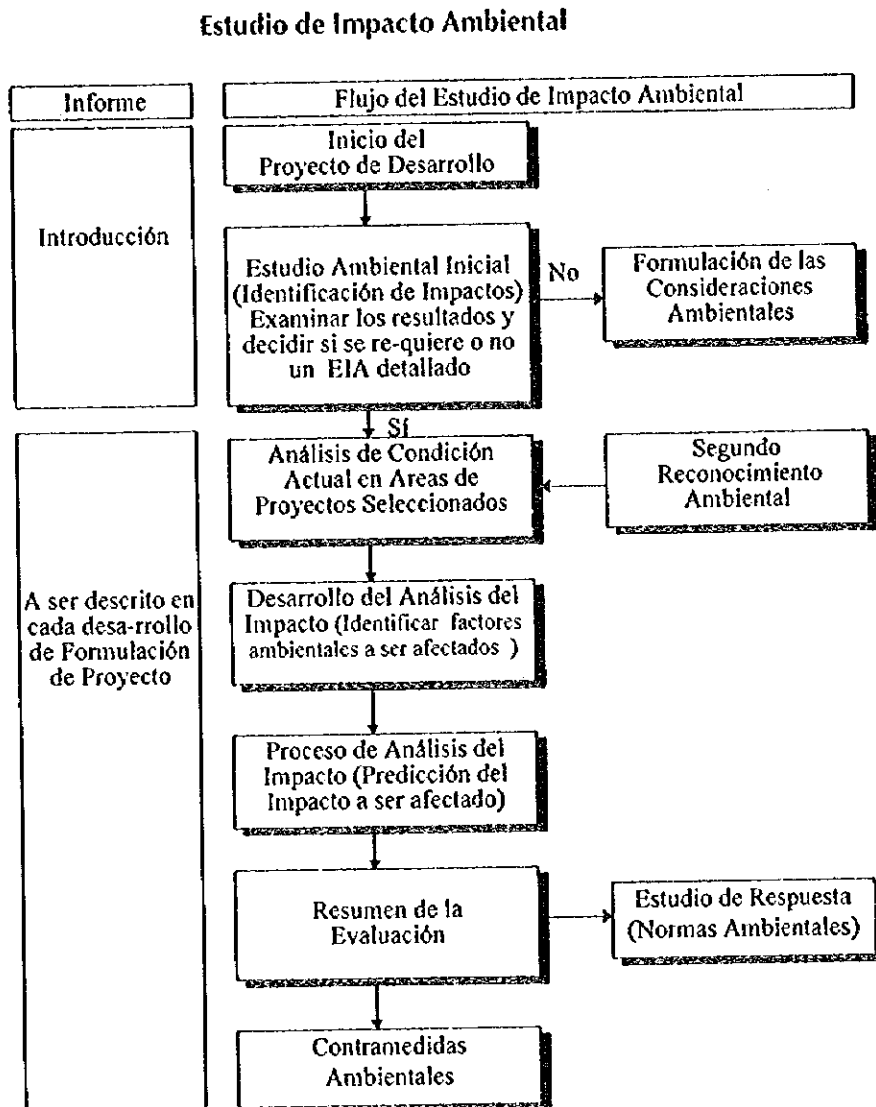 Estudio de Impacto Ambiental
Informe
Flujo del Estudio de Impacto Ambiental
Introducción
Inicio del
Proyecto de Desarrollo
Estudio Ambiental Inicial
(Identificación de Impactos)
Examinar los resultados y
decidir si se re-quiere o no
un EIA detallado
No
Formulación de las
Consideraciones
Ambientales
Sí
A ser descrito en
cada desa-rrollo
de Formulación
de Proyecto
Análisis de Condición
Actual en Areas de
Proyectos Seleccionados
Segundo
Reconocimiento
Ambiental
Desarrollo del Análisis del
Impacto (Identificar factores
ambientales a ser afectados )
Proceso de Análisis del
Impacto (Predicción del
Impacto a ser afectado)
Resumen de la
Evaluación
Estudio de Respuesta
(Normas Ambientales)
Contramedidas
Ambientales